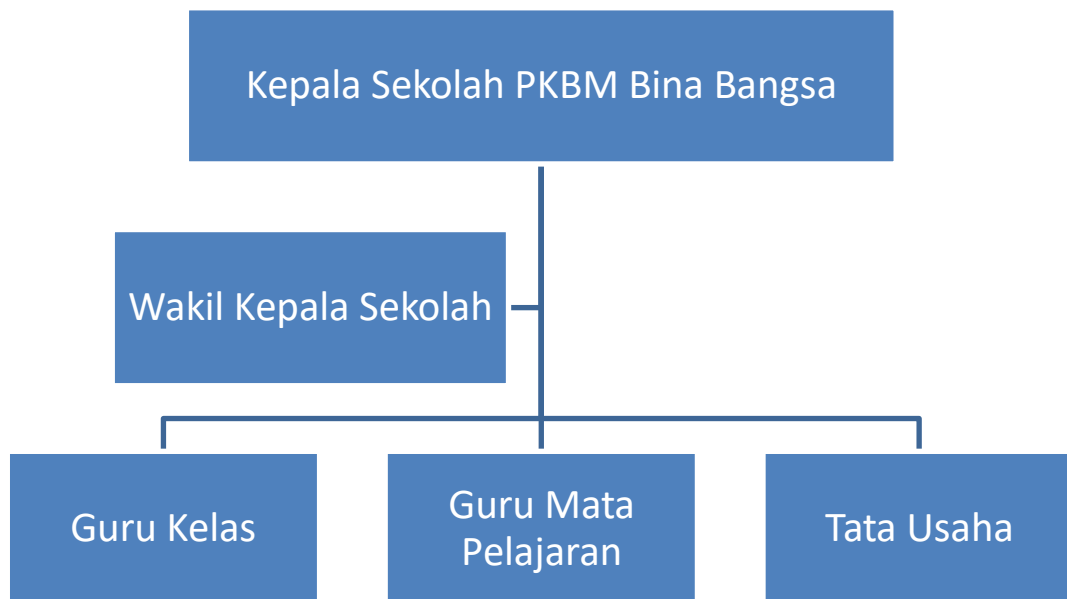 Kepala Sekolah PKBM Bina Bangsa
Wakil Kepala Sekolah
Guru Kelas
Guru Mata
Pelajaran
Tata Usaha